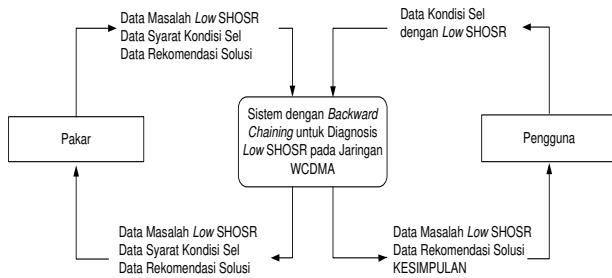 Data Masalah Low SHOSR
Data Syarat Kondisi Sel
Data Rekomendasi Solusi
Data Kondisi Sel
dengan Low SHOSR
Pakar
Sistem dengan Backward
Chaining untuk Diagnosis
Low SHOSR pada Jaringan
WCDMA
Pengguna
Data Masalah Low SHOSR
Data Syarat Kondisi Sel
Data Rekomendasi Solusi
Data Masalah Low SHOSR
Data Rekomendasi Solusi
KESIMPULAN